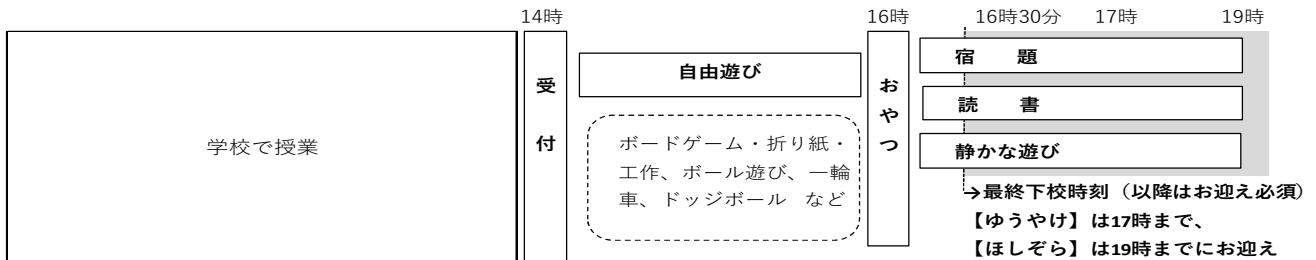 14時 16時 16時30分 17時 19時
学校で授業
受付
自由遊び
ボードゲーム・折り紙・
工作、ボール遊び、一輪
車、ドッジボール など
おやつ
宿 題
読 書
静かな遊び
→最終下校時刻(以降はお迎え必須)
【ゆうやけ】は17時まで、
【ほしぞら】は19時までにお迎え